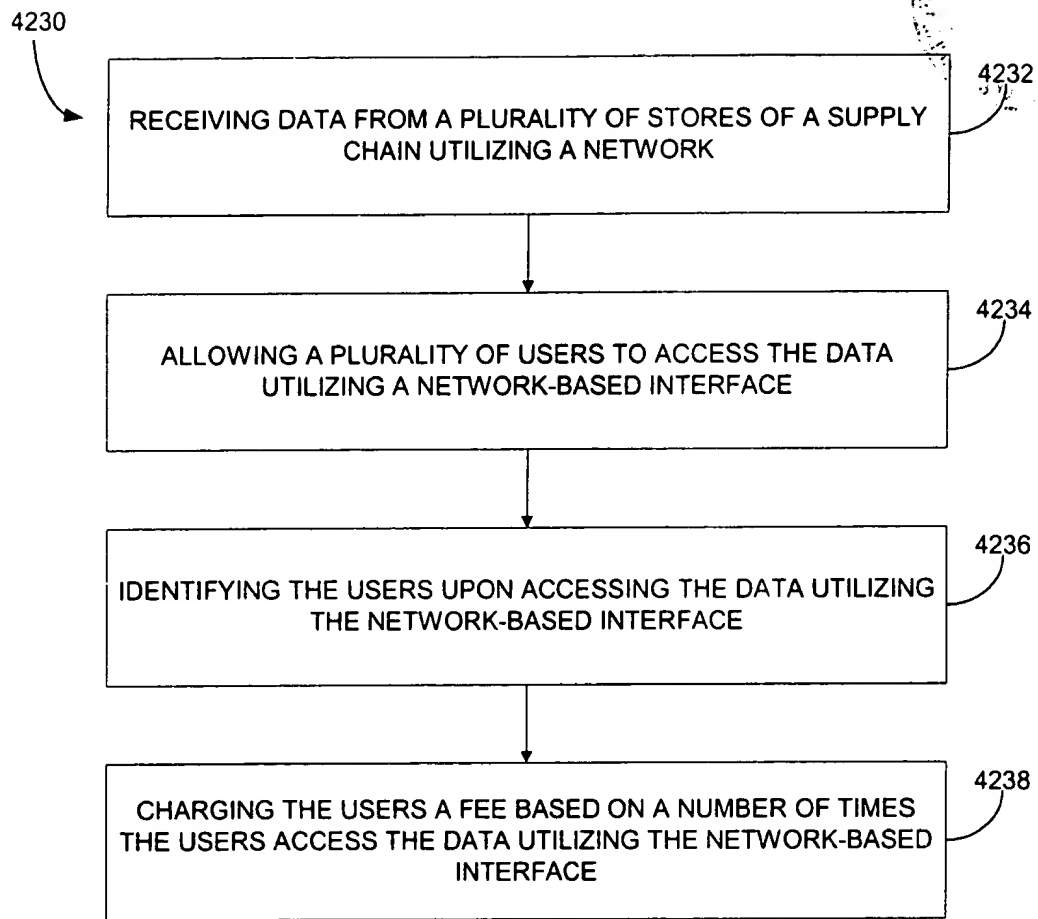 4230
4232
RECEIVING DATA FROM A PLURALITY OF STORES OF A SUPPLY
CHAIN UTILIZING A NETWORK
4234
ALLOWING A PLURALITY OF USERS TO ACCESS THE DATA
UTILIZING A NETWORK-BASED INTERFACE
4236
IDENTIFYING THE USERS UPON ACCESSING THE DATA UTILIZING
THE NETWORK-BASED INTERFACE
4238
CHARGING THE USERS A FEE BASED ON A NUMBER OF TIMES
THE USERS ACCESS THE DATA UTILIZING THE NETWORK-BASED
INTERFACE